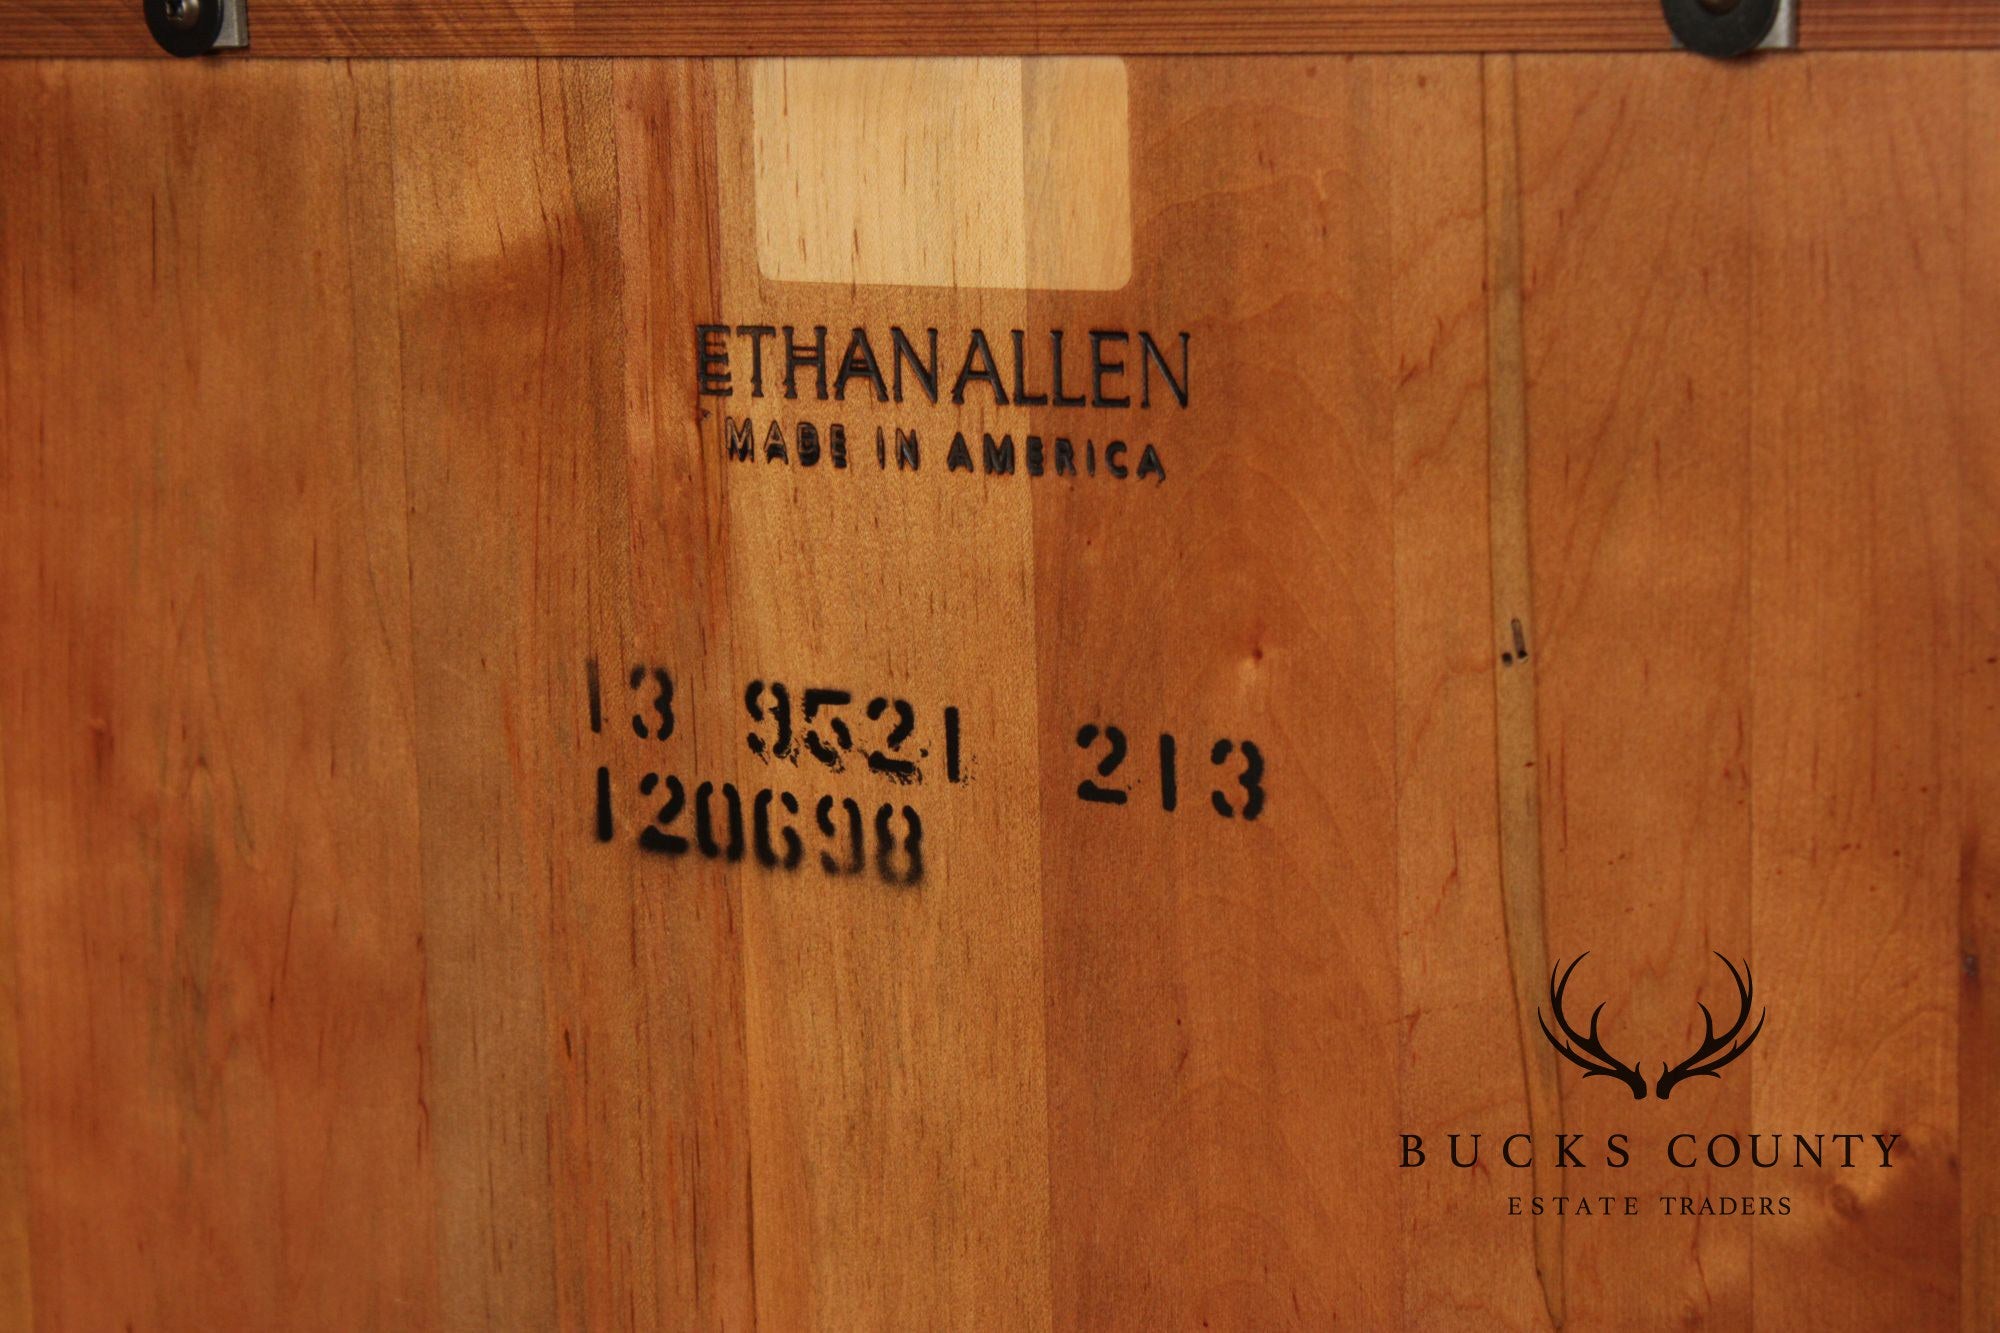 ETHAN ALLEN
MADE IN AMERICA
13 9521 213
120698
BUCKS COUNTY
ESTATE TRADERS